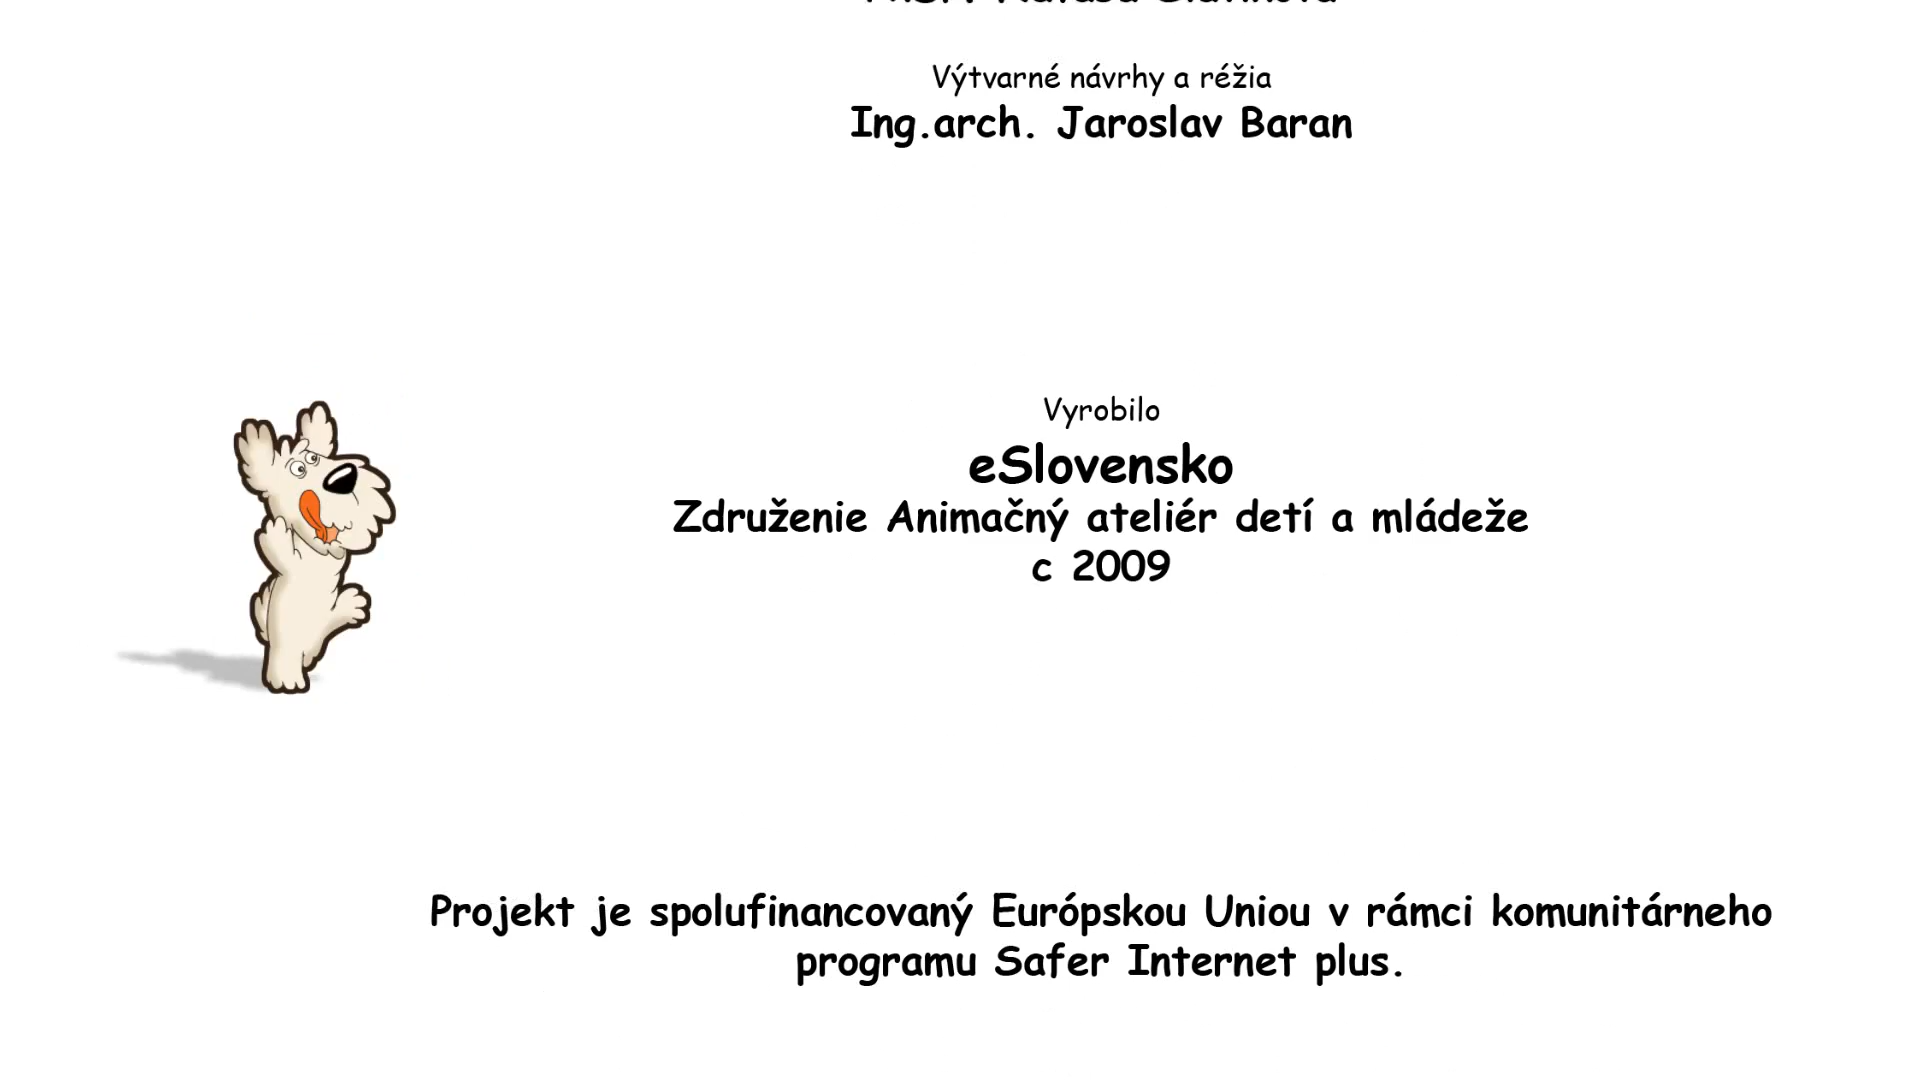 Výtvarné návrhy a réžia
Ing.arch. Jaroslav Baran
Vyrobilo
eSlovensko
Združenie Animačný ateliér detí a mládeže
c 2009
Projekt je spolufinancovaný Európskou Uniou v rámci komunitárneho
programu Safer Internet plus.